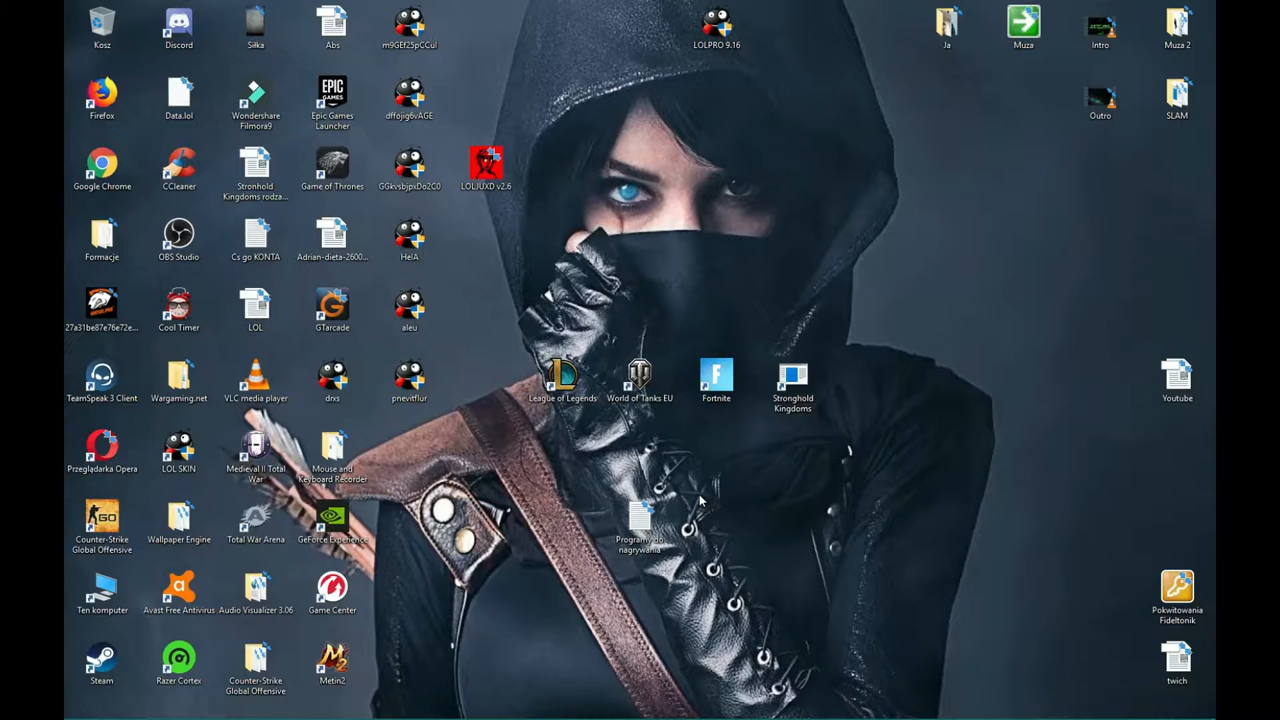 Kosz
Discord
Siłka
Abs
m9GEf25pCCul
LOLPRO 9.16
Ja
Muza
Intro
Muza 2
Firefox
Data.lol
Wondershare
Filmora9
EPIC
GAMES
Epic Games
Launcher
dffojig6vAGE
Outro
SLAM
Google Chrome
CCleaner
Stronhold
Kingdoms rodza...
Game of Thrones
GGkvsbjpxDo2C0
LOLJUXD v2.6
Formacje
OBS Studio
Cs go KONTA
Adrian-dieta-2600...
HelA
27a31be87e76e72e...
Cool Timer
LOL
GTarcade
aleu
TeamSpeak 3 Client
Wargaming.net
VLC media player
drxs
pnevitflur
League of Legends
World of Tanks EU
Fortnite
Stronghold
Kingdoms
Youtube
Przeglądarka Opera
LOL SKIN
Medieval II Total
War
Mouse and
Keyboard Recorder
GO
Counter-Strike
Global Offensive
Wallpaper Engine
Total War Arena
GeForce Experience
Programy do
nagrywania
Ten komputer
Avast Free Antivirus
Audio Visualizer 3.06
Game Center
Pokwitowania
Fideltonik
Steam
Razer Cortex
Counter-Strike
Global Offensive
Metin2
twich